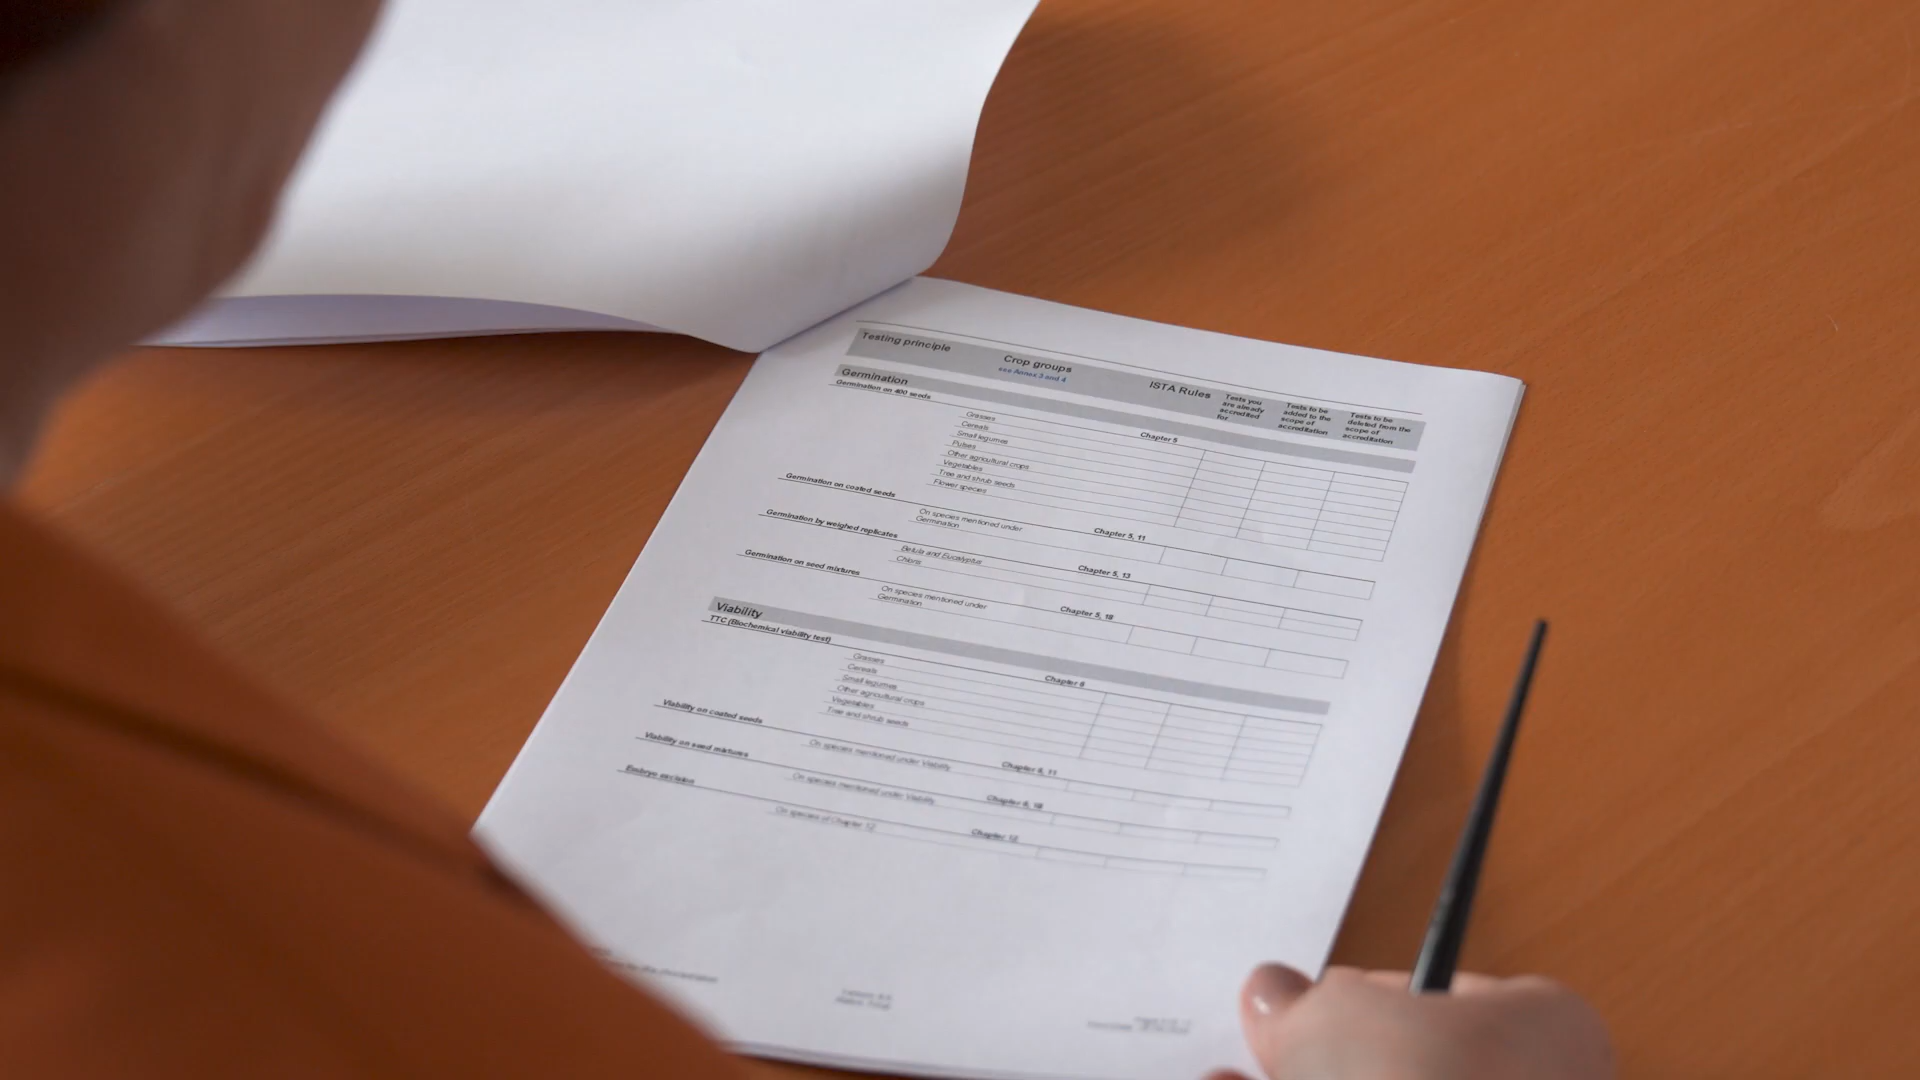 Testing principle
Crop groups
see Annex 3 and 4
ISTA Rules
Tests you
are already
accredited
for
Tests to be
added to the
scope of
accreditation
Tests to be
deleted from the
scope of
accreditation
Germination
Germination on 400 seeds
Grasses
Chapter 5
Cereals
Small legumes
Pulses
Other agricultural crops
Vegetables
Tree and shrub seeds
Flower species
Germination on coated seeds
On species mentioned under
Germination
Chapter 5, 11
Germination by weighed replicates
Betula and Eucalyptus
Chapter 5, 13
Germination on seed mixtures
On species mentioned under
Germination
Chapter 5, 18
Viability
TTC (Biochemical viability test)
Grasses
Chapter 6
Cereals
Small legumes
Other agricultural crops
Vegetables
Tree and shrub seeds
Viability on coated seeds
On species mentioned under Viability
Chapter 6, 11
Viability on seed mixtures
On species mentioned under Viability
Chapter 6, 18
Embryo excision
On species of Chapter 12
Chapter 12